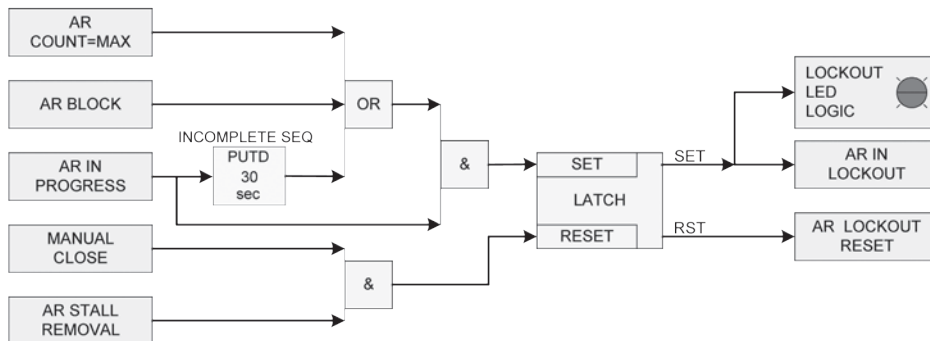 AR
COUNT=MAX
AR BLOCK
OR
INCOMPLETE SEQ
AR IN
PROGRESS
PUTD
30
sec
&
MANUAL
CLOSE
AR STALL
REMOVAL
&
SET
LATCH
RESET
SET
RST
LOCKOUT
LED
LOGIC
AR IN
LOCKOUT
AR LOCKOUT
RESET